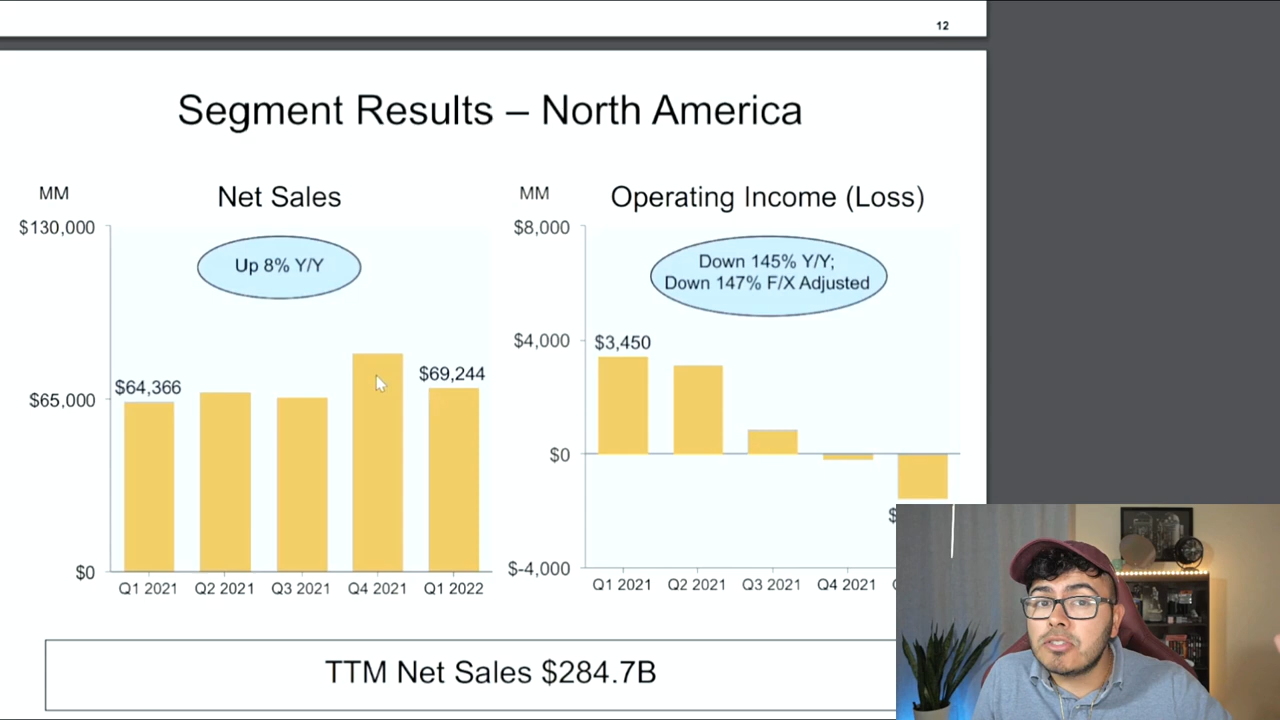 12
Segment Results – North America
MM
Net Sales
$130,000
$65,000
$0
Up 8% Y/Y
$64,366
$69,244
Q1 2021 Q2 2021 Q3 2021 Q4 2021 Q1 2022
MM
Operating Income (Loss)
$8,000
$4,000
$0
$-4,000
Down 145% Y/Y;
Down 147% F/X Adjusted
$3,450
$
Q1 2021 Q2 2021 Q3 2021 Q4 2021
TTM Net Sales $284.7B